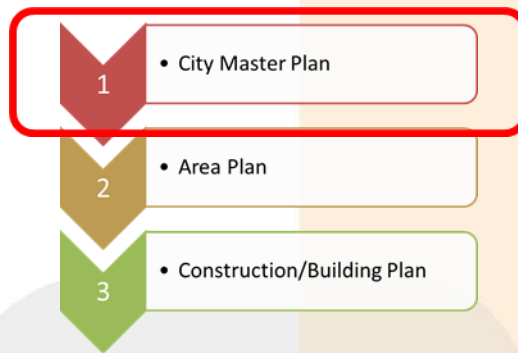 1
• City Master Plan
2
• Area Plan
3
• Construction/Building Plan